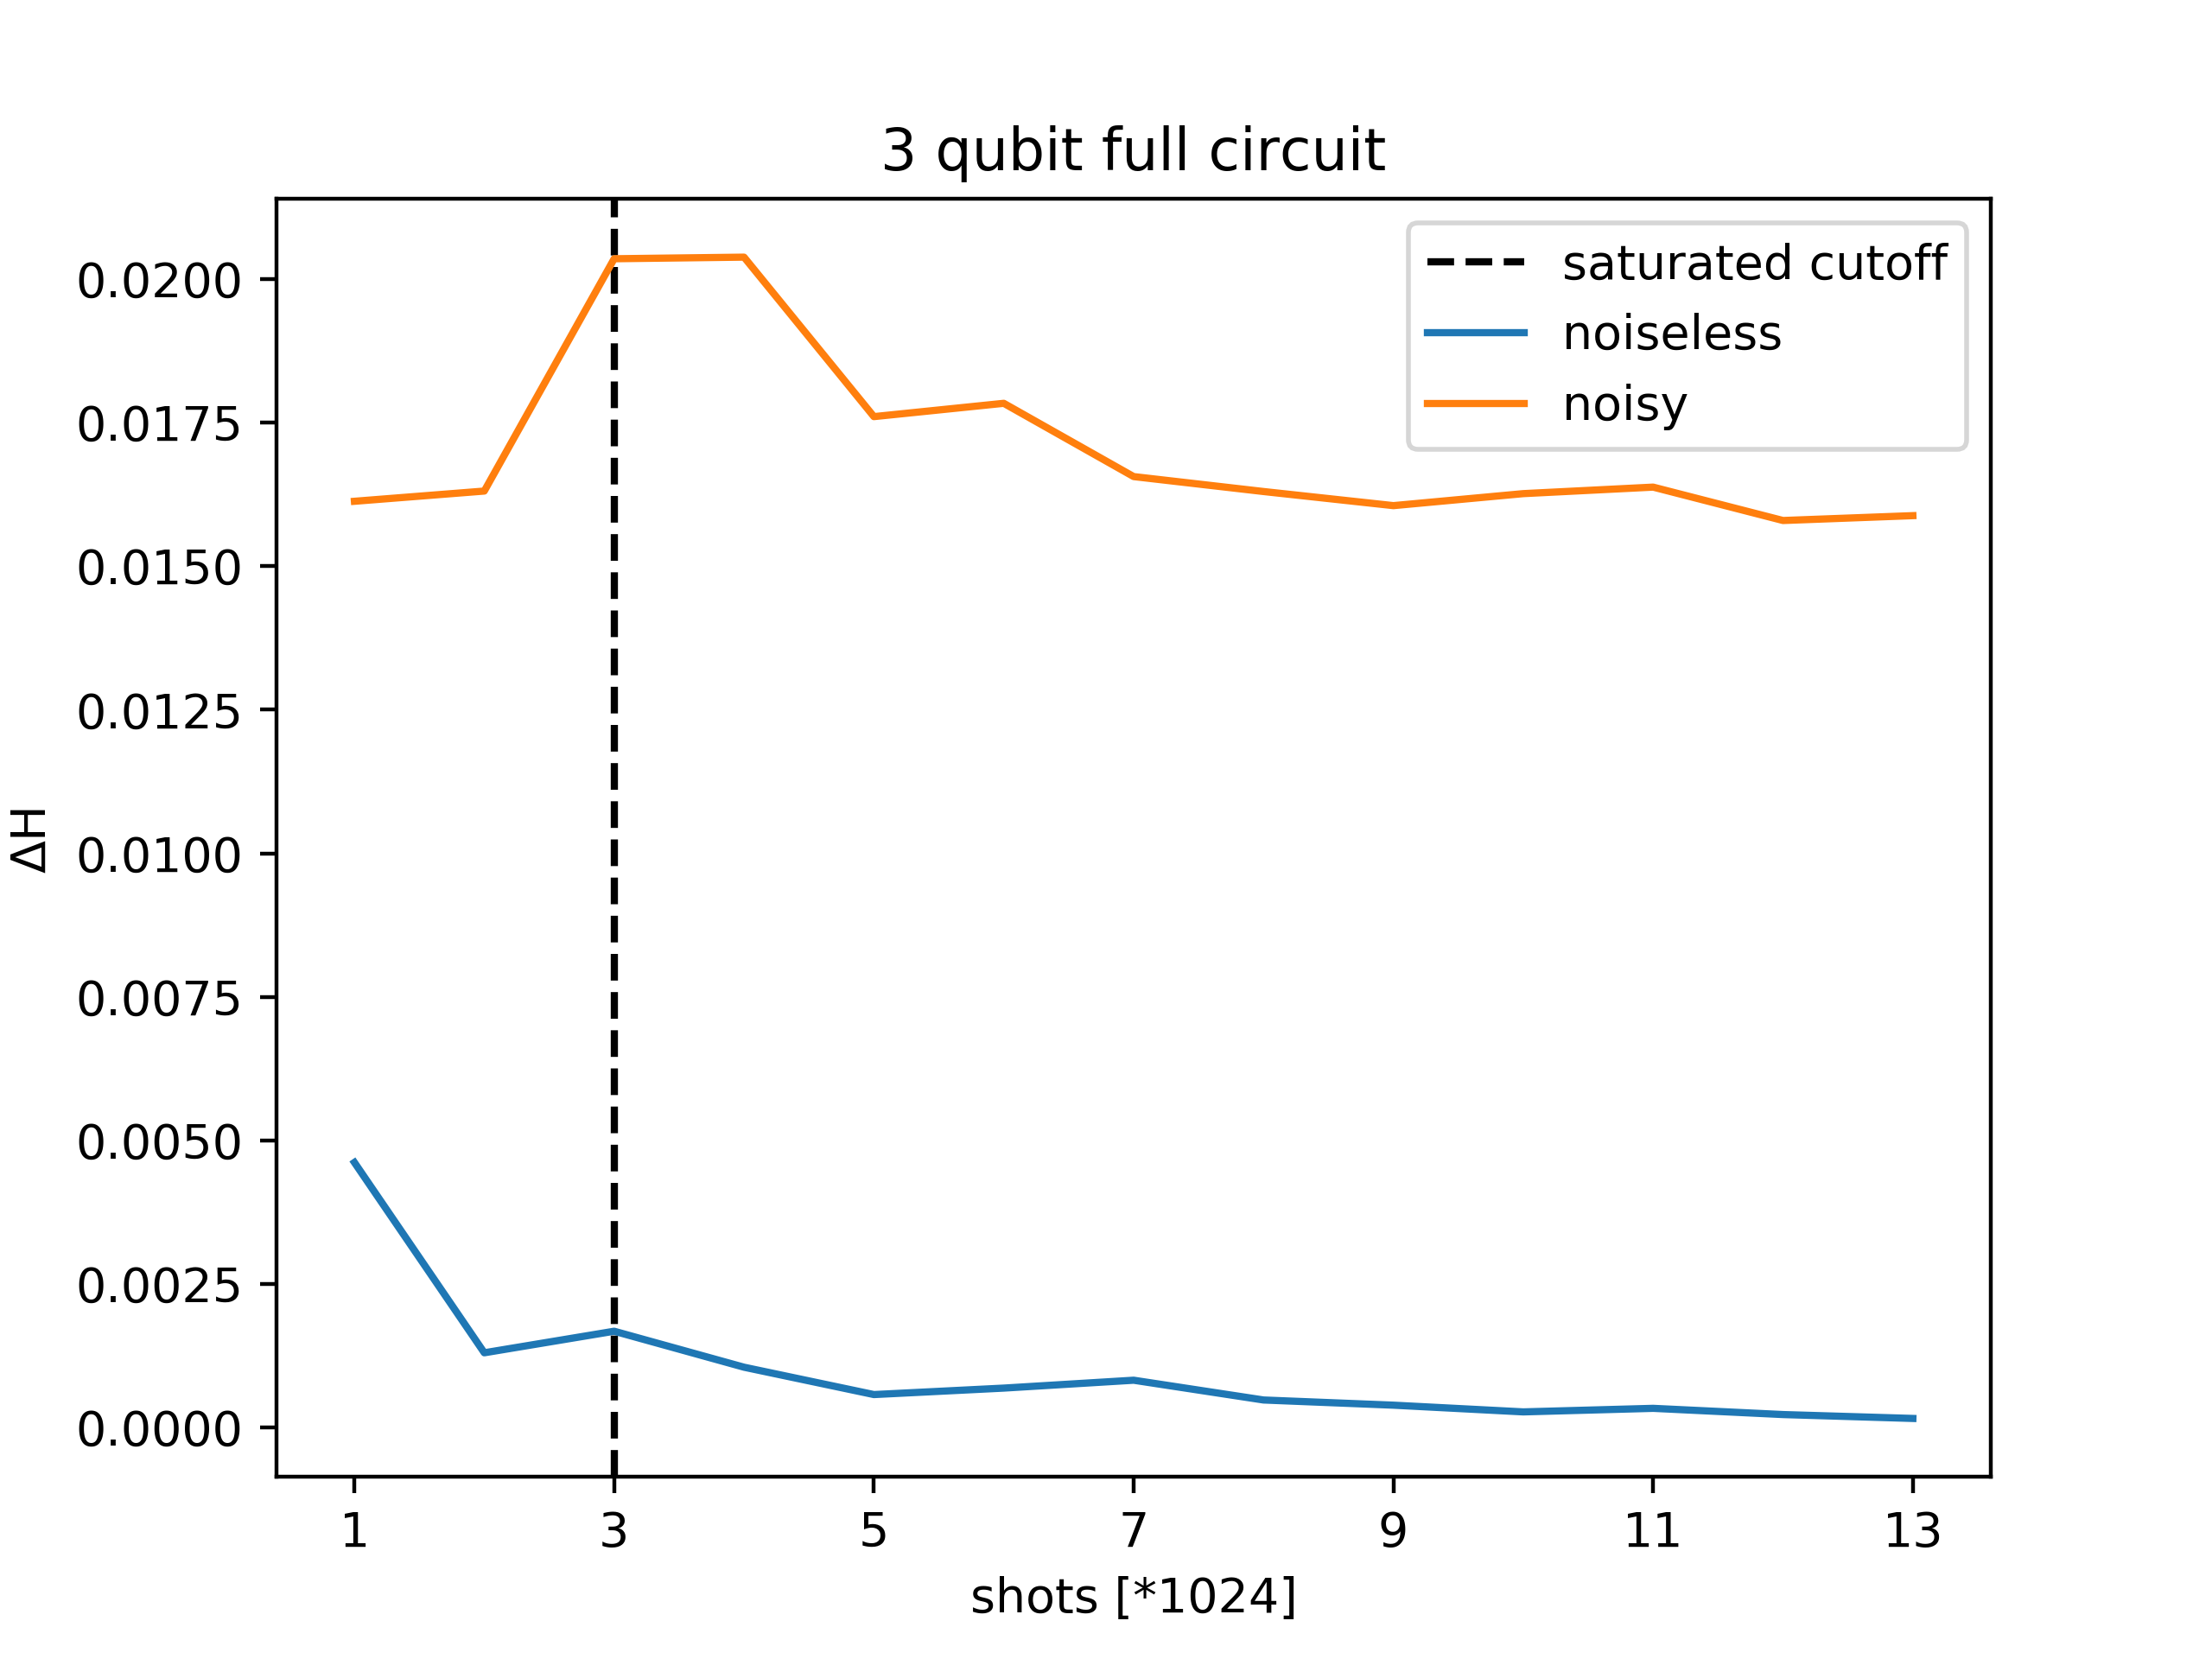 3 qubit full circuit
saturated cutoff
noiseless
noisy
0.0200
0.0175
0.0150
0.0125
0.0100
0.0075
0.0050
0.0025
0.0000
ΔH
1 3 5 7 9 11 13
shots [*1024]